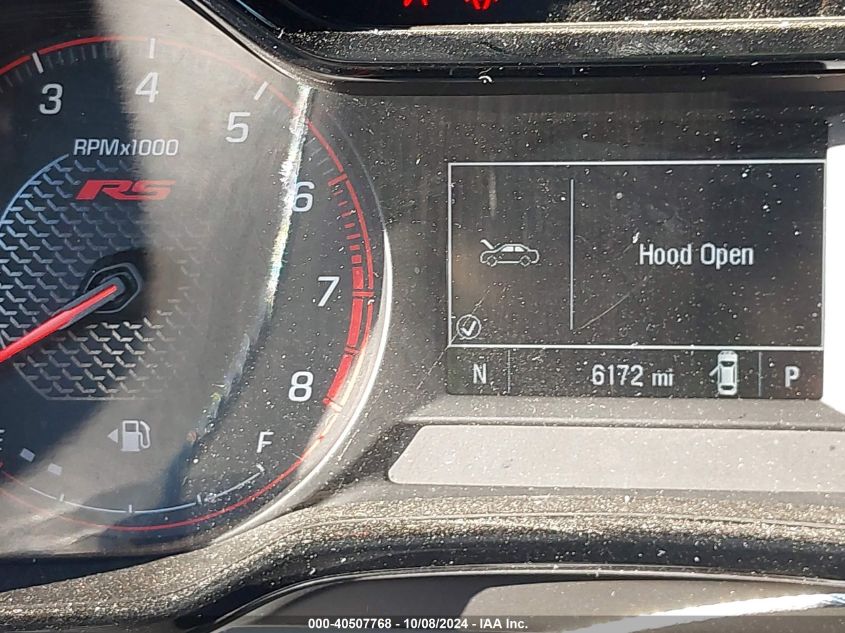 3
4
5
RPMx1000
RS
6
7
8
E
F
Hood Open
N
6172 mi
P
000-40507768 - 10/08/2024 - IAA Inc.